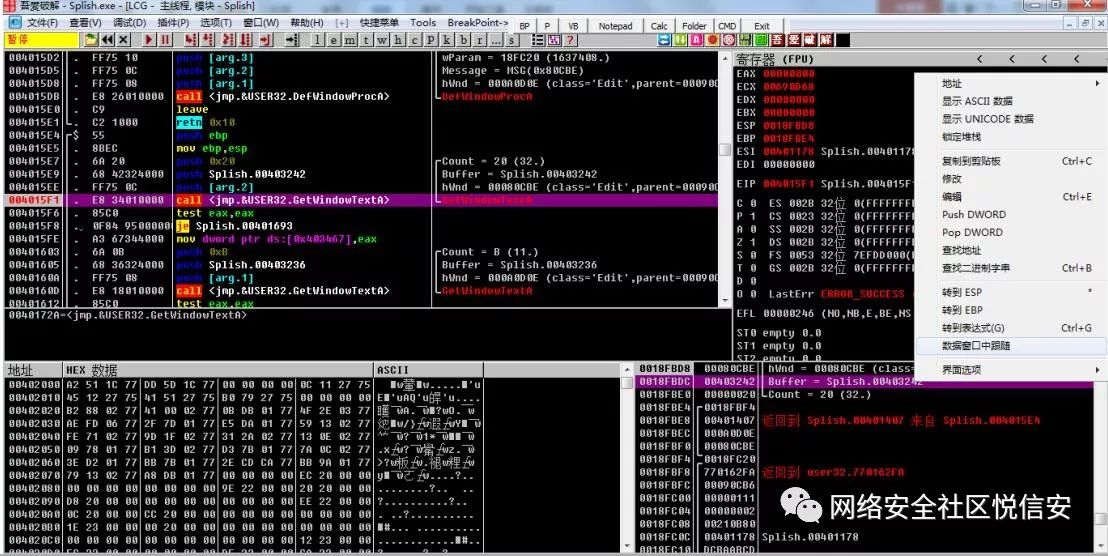 吾愛破解 - Splish.exe - [LCG - 主线程, 模块 - Splish]
文件(F) 查看(V) 调试(D) 插件(P) 选项(T) 窗口(W) 帮助(H) [+] 快捷菜单 Tools BreakPoint->
BP P VB Notepad Calc Folder CMD Exit
暂停
l e m t w h c P k b r ... s
吾 爱 破 解
004015D2 . FF75 10 push [arg.3] wParam = 18FC20 (1637408.)
004015D5 . FF75 0C push [arg.2] Message = MSG(0x80CBE)
004015D8 . FF75 08 push [arg.1] hWnd = 000A0D0E (class='Edit',parent=00090
004015DB . E8 26010000 call <jmp.&USER32.DefWindowProcA> DefWindowProcA
004015E0 . C9 leave
004015E1 . C2 1000 retn 0x10
004015E4 $ 55 push ebp
004015E5 . 8BEC mov ebp,esp
004015E7 . 6A 20 push 0x20 Count = 20 (32.)
004015E9 . 68 42324000 push Splish.00403242 Buffer = Splish.00403242
004015EE . FF75 0C push [arg.2] hWnd = 00080CBE (class='Edit',parent=00090
004015F1 . E8 34010000 call <jmp.&USER32.GetWindowTextA> GetWindowTextA
004015F6 . 85C0 test eax,eax
004015F8 . 0F84 95000000 je Splish.00401693
004015FE . A3 67344000 mov dword ptr ds:[0x403467],eax
00401603 . 6A 0B push 0xB Count = B (11.)
00401605 . 68 36324000 push Splish.00403236 Buffer = Splish.00403236
0040160A . FF75 08 push [arg.1] hWnd = 000A0D0E (class='Edit',parent=00090
0040160D . E8 18010000 call <jmp.&USER32.GetWindowTextA> GetWindowTextA
00401612 . 85C0 test eax,eax
0040172A=<jmp.&USER32.GetWindowTextA>
寄存器 (FPU) < < < <
EAX 00000000
ECX 00690D68
EDX 00000000
EBX 00000000
ESP 0018FBD8
EBP 0018FBE4
ESI 00401178 Splish.00401178
EDI 00000000
EIP 004015F1 Splish.004015F1
C 0 ES 002B 32位 0(FFFFFFF
P 1 CS 0023 32位 0(FFFFFFF
A 0 SS 002B 32位 0(FFFFFFF
Z 1 DS 002B 32位 0(FFFFFFF
S 0 FS 0053 32位 7EFDD000(
T 0 GS 002B 32位 0(FFFFFFF
D 0
O 0 LastErr ERROR_SUCCESS
EFL 00000246 (NO,NB,E,BE,NS
ST0 empty 0.0
ST1 empty 0.0
ST2 empty 0.0
地址
显示 ASCII 数据
显示 UNICODE 数据
锁定堆栈
复制到剪贴板 Ctrl+C
修改
编辑 Ctrl+E
Push DWORD
Pop DWORD
查找地址
查找二进制字串 Ctrl+B
转到 ESP *
转到 EBP
转到表达式(G) Ctrl+G
数据窗口中跟随
界面选项
地址 HEX 数据 ASCII
00402000 A2 51 1C 77 DD 5D 1C 77 00 00 00 00 0C 11 27 75
00402010 45 12 27 75 41 51 27 75 B0 79 27 75 00 00 00 00
00402020 B2 88 02 77 41 00 02 77 0B DB 01 77 4F 2E 03 77
00402030 AE FD 06 77 2F 7D 01 77 E5 DA 01 77 59 13 02 77
00402040 FE 71 02 77 9D 1F 02 77 31 2A 02 77 13 0E 02 77
00402050 09 78 01 77 B1 3D 02 77 D3 7B 01 77 7A 0C 02 77
00402060 3E D2 01 77 BB 7B 01 77 2E CD CA 77 BB 9A 01 77
00402070 79 13 02 77 A8 DB 01 77 00 00 00 00 EC 20 00 00
00402080 00 00 00 00 00 00 00 00 9E 22 00 00 20 20 00 00
00402090 D8 20 00 00 00 00 00 00 00 00 00 00 EE 22 00 00
004020A0 0C 20 00 00 CC 20 00 00 00 00 00 00 00 00 00 00
004020B0 1E 23 00 00 00 20 00 00 00 00 00 00 00 00 00 00
004020C0 00 00 00 00 00 00 00 00 12 23 00 00 00 00 00 00
0018FBD8 00080CBE hWnd = 00080CBE (class='Edit',
0018FBDC 00403242 Buffer = Splish.00403242
0018FBE0 00000020 Count = 20 (32.)
0018FBE4 0018FBF4
0018FBE8 00401407 返回到 Splish.00401407 来自 Splish.004015E4
0018FBEC 000A0D0E
0018FBF0 00080CBE
0018FBF4 0018FC20
0018FBF8 770162FA 返回到 user32.770162FA
0018FBFC 00090CB6
0018FC00 00000111
0018FC04 00000002
0018FC08 00210B80
0018FC0C 00401178 Splish.00401178
0018FC10 DCBAABCD
网络安全社区悦信安